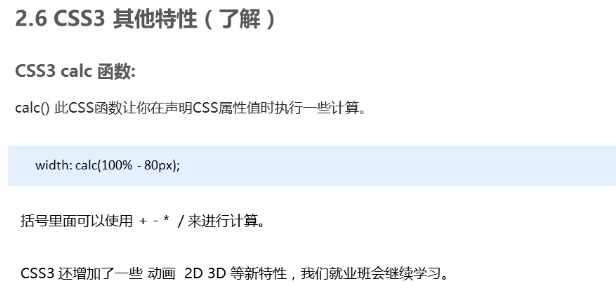 2.6 CSS3 其他特性（了解）
CSS3 calc 函数:
calc() 此CSS函数让你在声明CSS属性值时执行一些计算。
width: calc(100% - 80px);
括号里面可以使用 + - * / 来进行计算。
CSS3 还增加了一些 动画 2D 3D 等新特性，我们就业班会继续学习。